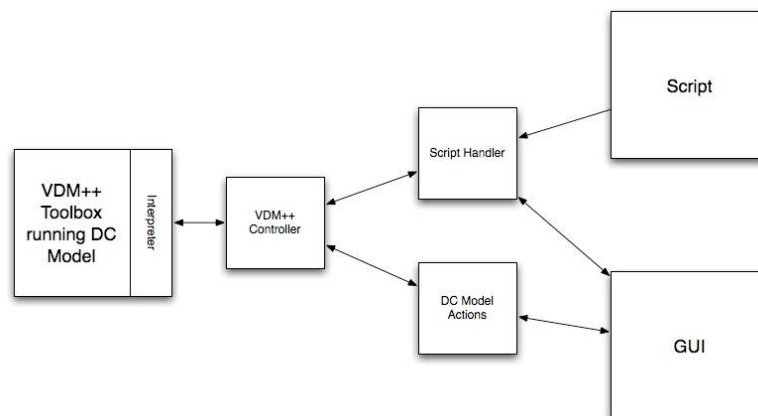 VDM++
Toolbox
running DC
Model
Interpreter
VDM++
Controller
Script Handler
DC Model
Actions
Script
GUI